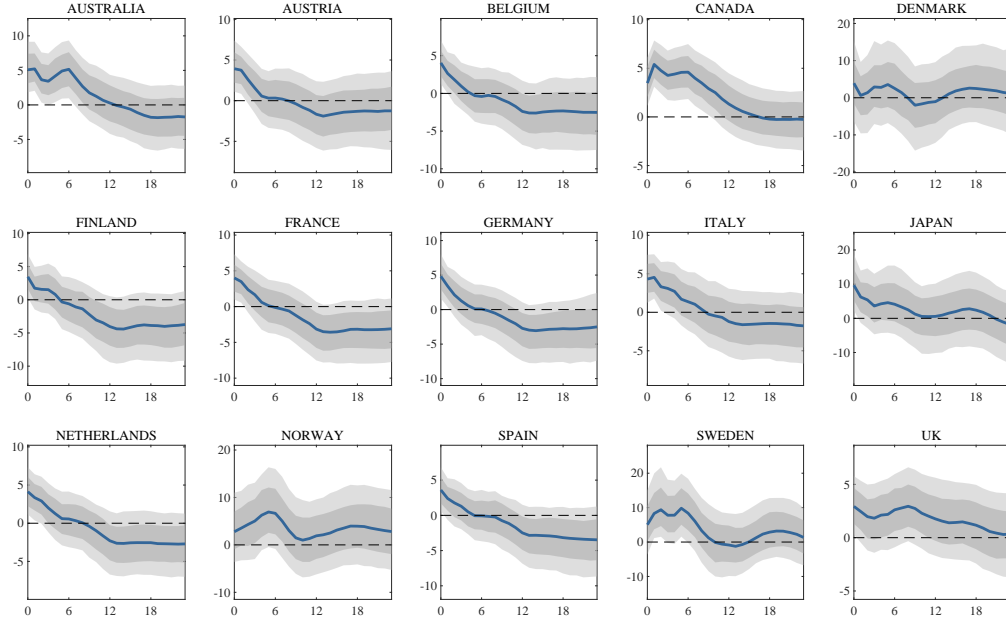 AUSTRALIA AUSTRIA BELGIUM CANADA DENMARK
10 10 10 10 20
5 5 5 5 10
0 0 0 0 0
-5 -5 -5 -5 -10
-10 -20
0 6 12 18 0 6 12 18 0 6 12 18 0 6 12 18 0 6 12 18
FINLAND FRANCE GERMANY ITALY JAPAN
10 10 10 10 20
5 5 5 5 10
0 0 0 0 0
-5 -5 -5 -5 -10
-10 -10 -10
0 6 12 18 0 6 12 18 0 6 12 18 0 6 12 18 0 6 12 18
NETHERLANDS NORWAY SPAIN SWEDEN UK
10 20 10 20
5 10 5 10 5
0 0 0 0 0
-5 -10 -5 -10 -5
-10
0 6 12 18 0 6 12 18 0 6 12 18 0 6 12 18 0 6 12 18